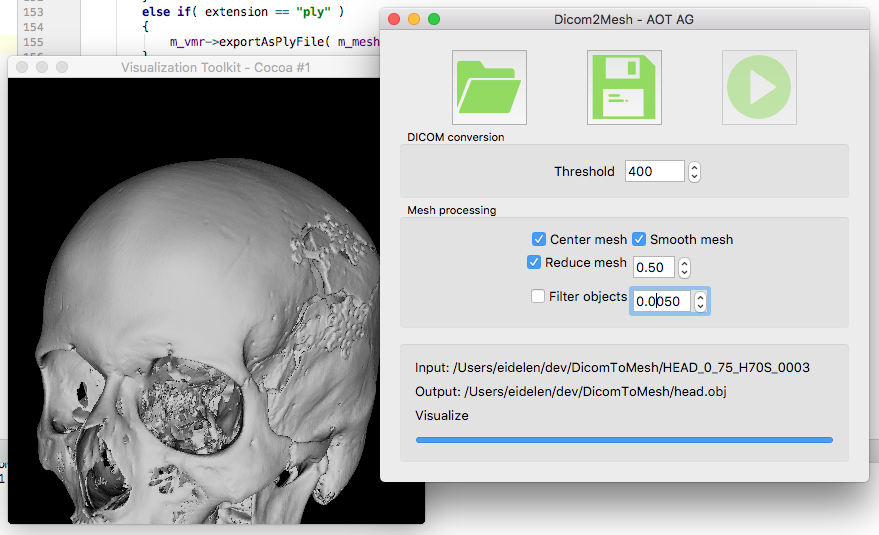 153
else if( extension == "ply" )
154
{
155
m_vmr->exportAsPlyFile( m_mesh
Visualization Toolkit - Cocoa #1
Dicom2Mesh - AOT AG
DICOM conversion
Threshold 400
Mesh processing
Center mesh Smooth mesh
Reduce mesh 0.50
Filter objects 0.0050
Input: /Users/eidelen/dev/DicomToMesh/HEAD_0_75_H70S_0003
Output: /Users/eidelen/dev/DicomToMesh/head.obj
Visualize